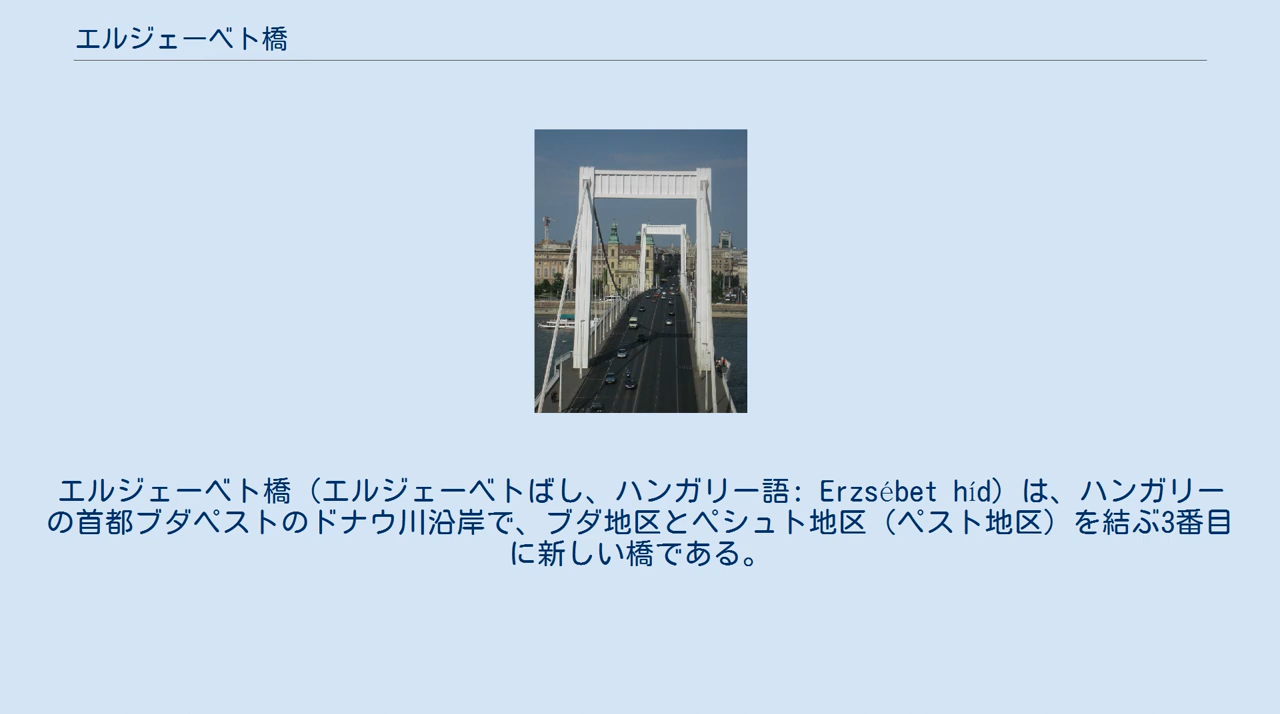 エルジェーベト橋
エルジェーベト橋（エルジェーベトばし、ハンガリー語: Erzsébet híd）は、ハンガリー
の首都ブダペストのドナウ川沿岸で、ブダ地区とペシュト地区（ペスト地区）を結ぶ3番目
に新しい橋である。